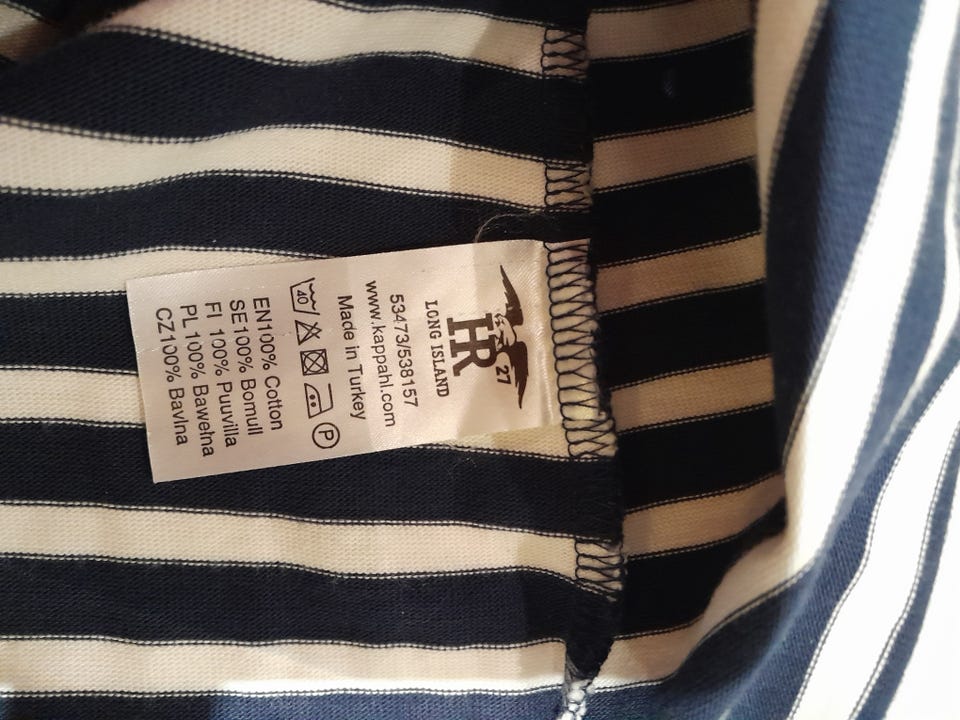 HR 27
LONG ISLAND
53473/538157
www.kappahl.com
Made in Turkey
40 P
EN100% Cotton
SE100% Bomull
FI 100% Puuvilla
PL 100% Bawełna
CZ100% Bavlna